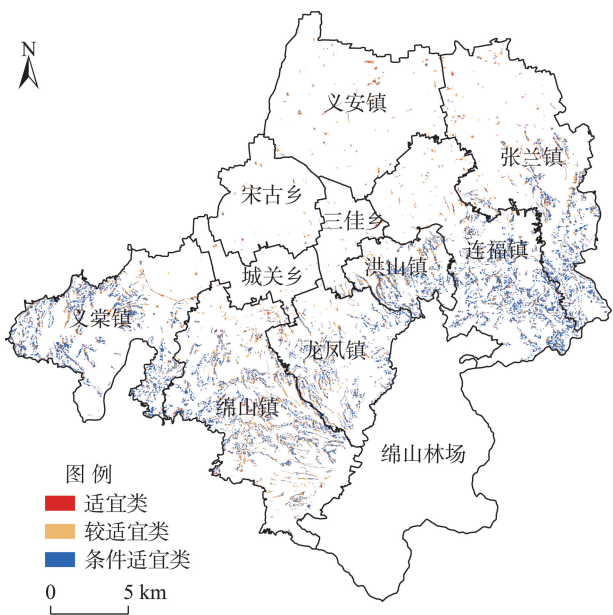 N
义安镇
张兰镇
宋古乡
三佳乡
连福镇
洪山镇
城关乡
义棠镇
龙凤镇
绵山镇
绵山林场
图 例
适宜类
较适宜类
条件适宜类
0 5 km